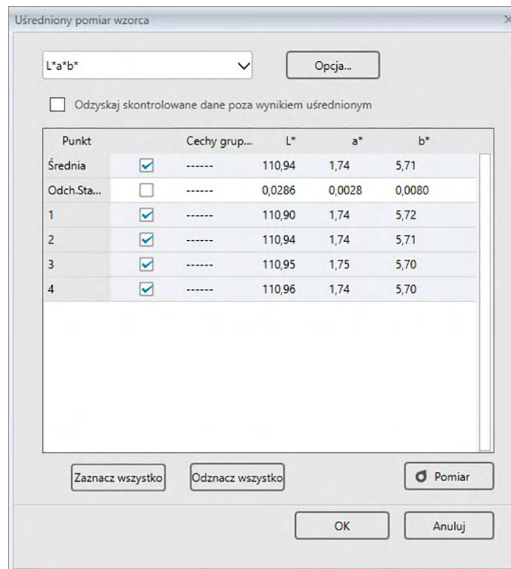 Uśredniony pomiar wzorca
L*a*b*
Opcja...
Odzyskaj skontrolowane dane poza wynikiem uśrednionym
Punkt Cechy grup... L* a* b*
Średnia ------ 110,94 1,74 5,71
Odch.Sta... ------ 0,0286 0,0028 0,0080
1 ------ 110,90 1,74 5,72
2 ------ 110,94 1,74 5,71
3 ------ 110,95 1,75 5,70
4 ------ 110,96 1,74 5,70
Zaznacz wszystko Odznacz wszystko Pomiar
OK Anuluj